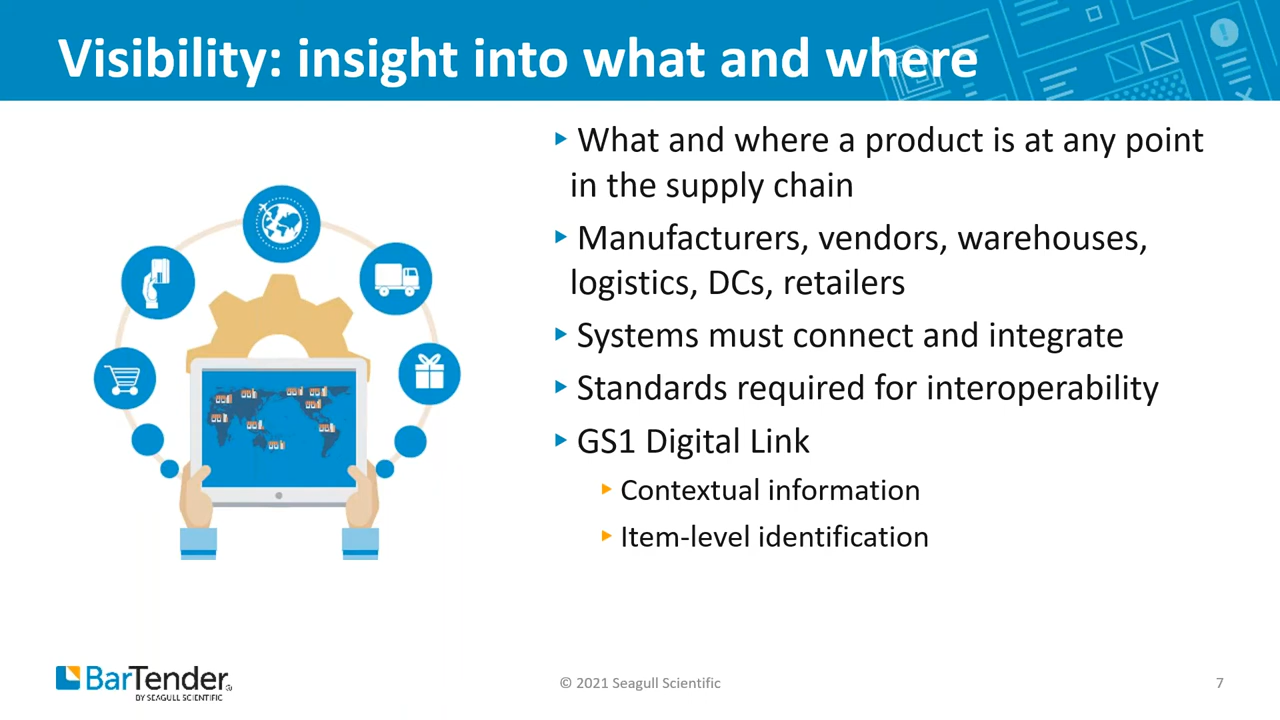 Visibility: insight into what and where
What and where a product is at any point
in the supply chain
Manufacturers, vendors, warehouses,
logistics, DCs, retailers
Systems must connect and integrate
Standards required for interoperability
GS1 Digital Link
Contextual information
Item-level identification
BarTender®
BY SEAGULL SCIENTIFIC
© 2021 Seagull Scientific
7